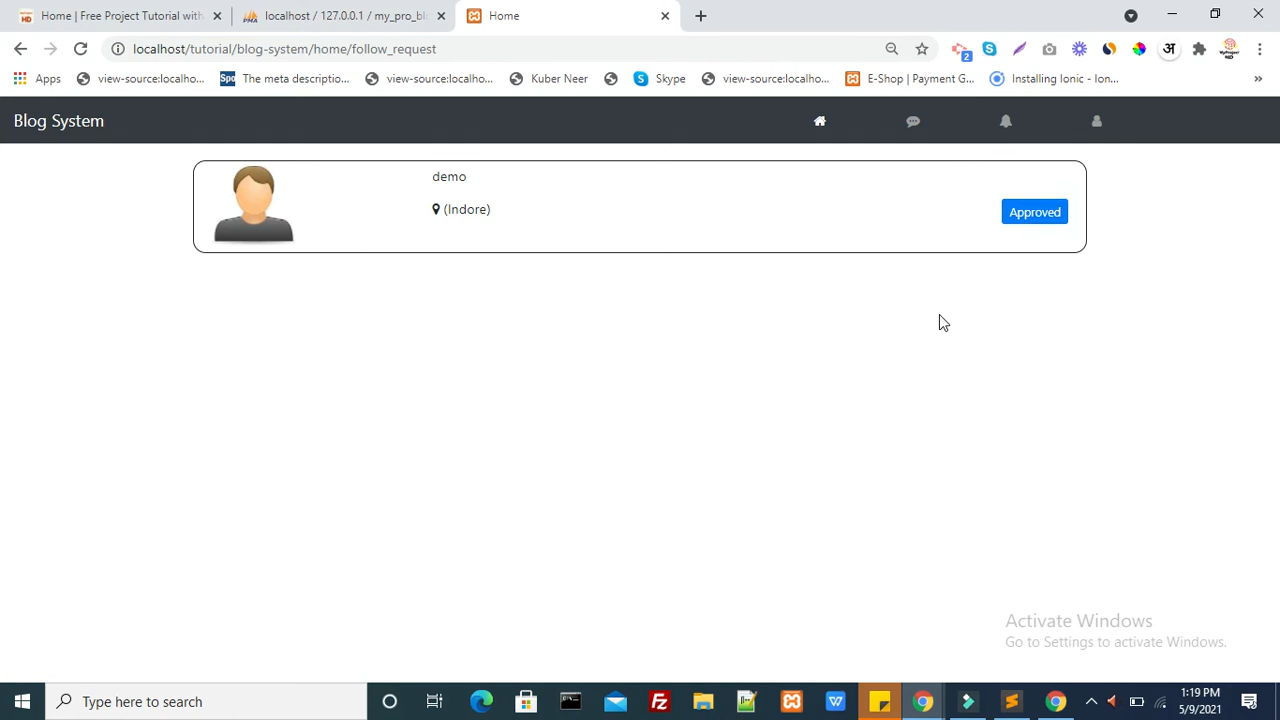 Home | Free Project Tutorial with
localhost / 127.0.0.1 / my_pro_bl
Home
localhost/tutorial/blog-system/home/follow_request
2
अ
Apps
view-source:localho...
Spo
The meta descriptio...
view-source:localho...
Kuber Neer
Skype
view-source:localho...
E-Shop | Payment G...
Installing Ionic - Ion...
»
Blog System
demo
(Indore)
Approved
Activate Windows
Go to Settings to activate Windows.
Type here to search
1:19 PM
5/9/2021